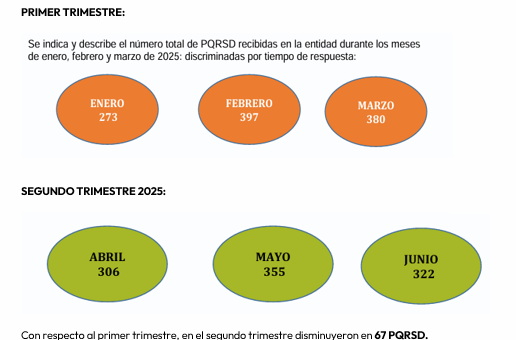 PRIMER TRIMESTRE:
Se indica y describe el número total de PQRSD recibidas en la entidad durante los meses
de enero, febrero y marzo de 2025: discriminadas por tiempo de respuesta:
ENERO
273
FEBRERO
397
MARZO
380
SEGUNDO TRIMESTRE 2025:
ABRIL
306
MAYO
355
JUNIO
322
Con respecto al primer trimestre, en el segundo trimestre disminuyeron en 67 PQRSD.